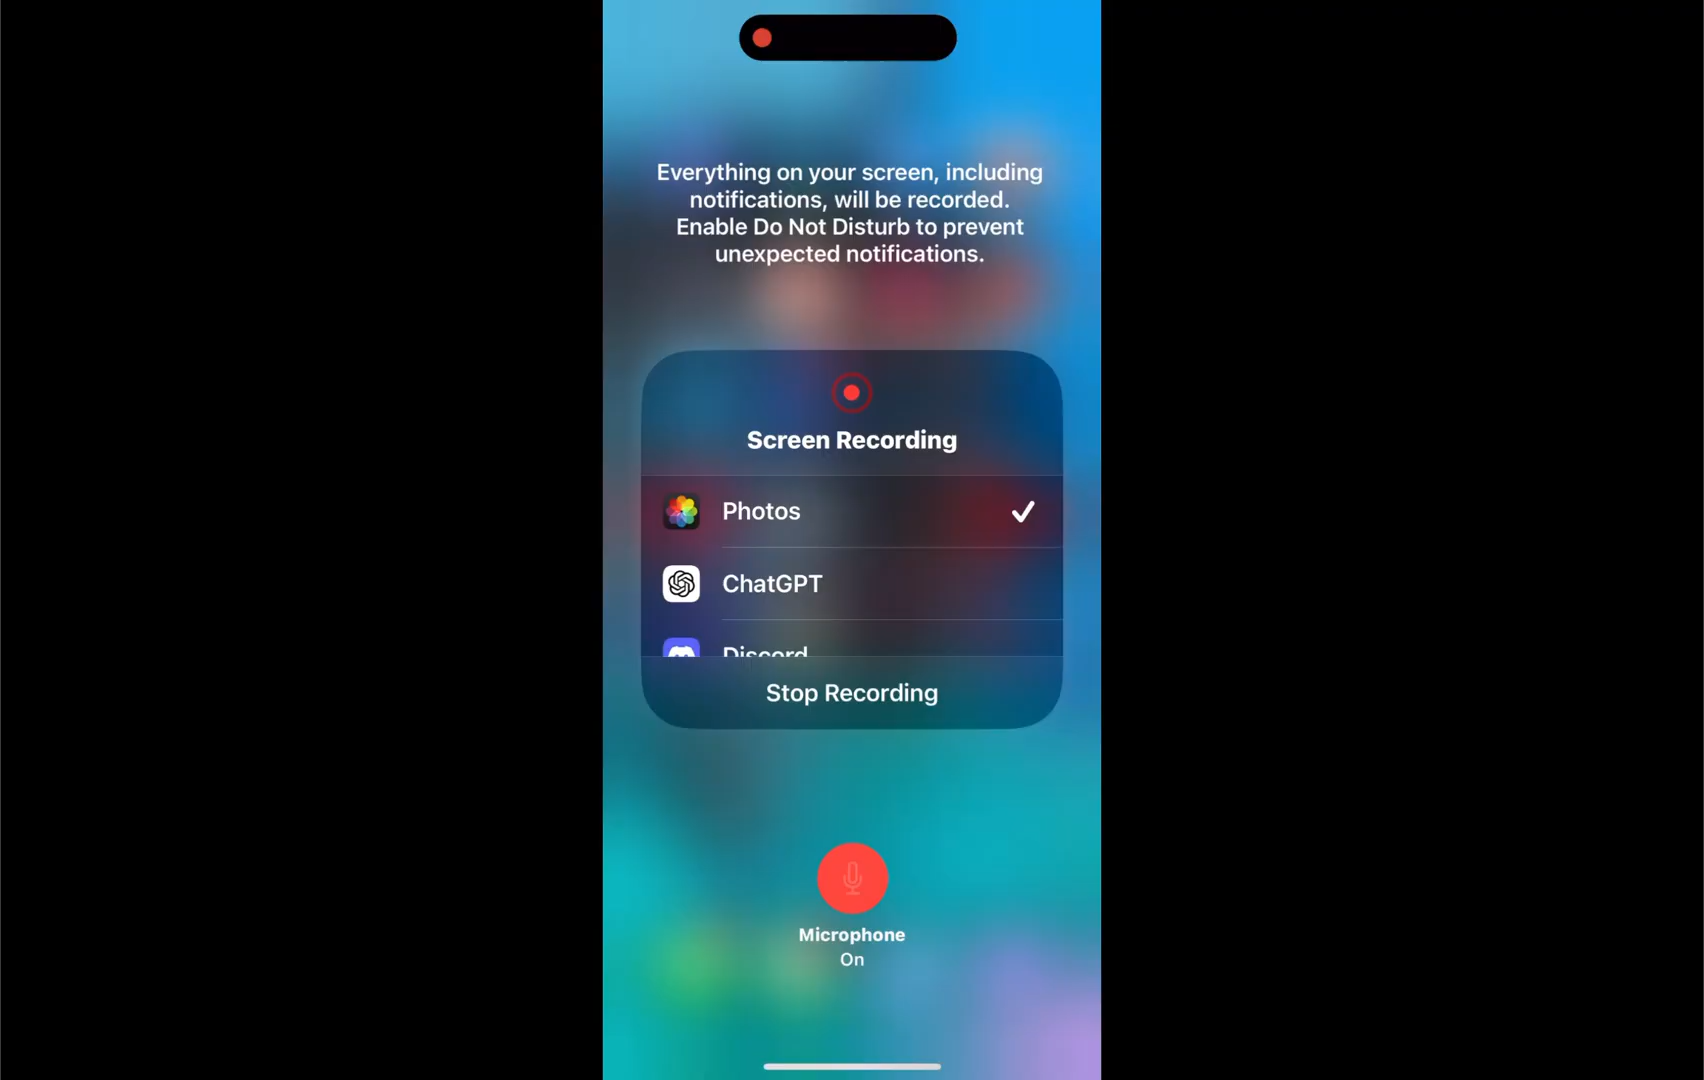 Everything on your screen, including
notifications, will be recorded.
Enable Do Not Disturb to prevent
unexpected notifications.
Screen Recording
Photos
ChatGPT
Discord
Stop Recording
Microphone
On